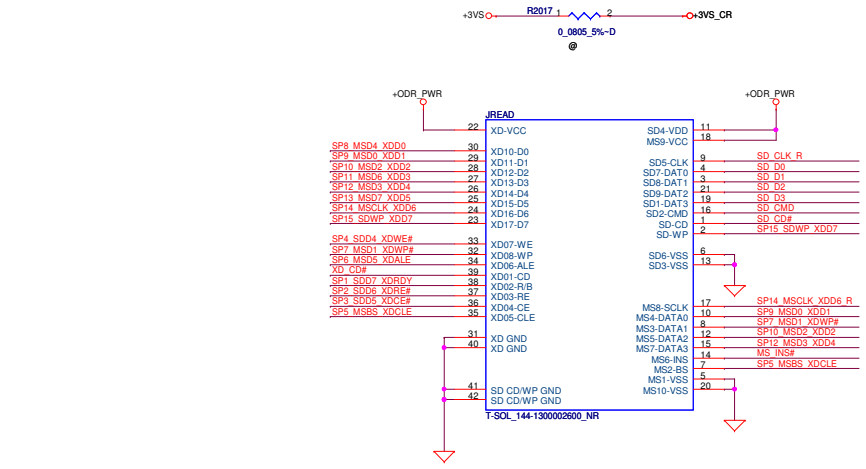 +3VS R2017 1 2 +3VS_CR
0_0805_5%~D
@
+ODR_PWR +ODR_PWR
JREAD
22 XD-VCC SD4-VDD 11
MS9-VCC 18
SP8_MSD4_XDD0 30 XD10-D0
SP9_MSD0_XDD1 29 XD11-D1 SD5-CLK 9 SD_CLK_R
SP10_MSD2_XDD2 28 XD12-D2 SD7-DAT0 4 SD_D0
SP11_MSD6_XDD3 27 XD13-D3 SD8-DAT1 3 SD_D1
SP12_MSD3_XDD4 26 XD14-D4 SD9-DAT2 21 SD_D2
SP13_MSD7_XDD5 25 XD15-D5 SD1-DAT3 19 SD_D3
SP14_MSCLK_XDD6 24 XD16-D6 SD2-CMD 16 SD_CMD
SP15_SDWP_XDD7 23 XD17-D7 SD-CD 1 SD_CD#
SD-WP 2 SP15_SDWP_XDD7
SP4_SDD4_XDWE# 33 XD07-WE
SP7_MSD1_XDWP# 32 XD08-WP SD6-VSS 6
SP6_MSD5_XDALE 34 XD06-ALE SD3-VSS 13
XD_CD# 39 XD01-CD
SP1_SDD7_XDRDY 38 XD02-R/B
SP2_SDD6_XDRE# 37 XD03-RE
SP3_SDD5_XDCE# 36 XD04-CE MS8-SCLK 17 SP14_MSCLK_XDD6_R
SP5_MSBS_XDCLE 35 XD05-CLE MS4-DATA0 10 SP9_MSD0_XDD1
MS3-DATA1 8 SP7_MSD1_XDWP#
31 XD GND MS5-DATA2 12 SP10_MSD2_XDD2
40 XD GND MS7-DATA3 15 SP12_MSD3_XDD4
MS6-INS 14 MS_INS#
MS2-BS 7 SP5_MSBS_XDCLE
MS1-VSS 5
41 SD CD/WP GND MS10-VSS 20
42 SD CD/WP GND
T-SOL_144-1300002600_NR